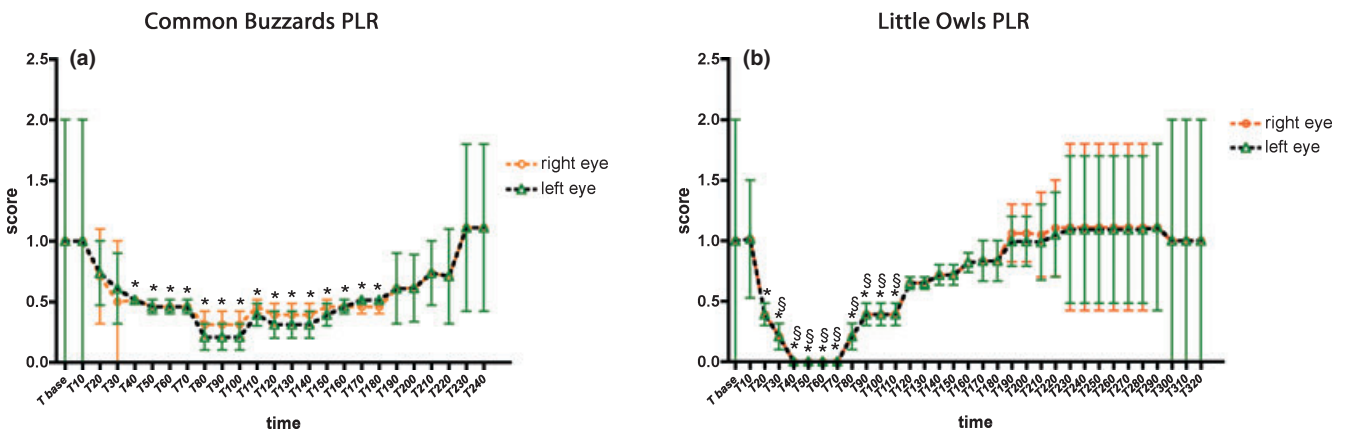 Common Buzzards PLR
(a)
2.5
2.0
1.5
1.0
0.5
0.0
score
* * * * * * * * * * * * * * *
right eye
left eye
T base T10 T20 T30 T40 T50 T60 T70 T80 T90 T100 T110 T120 T130 T140 T150 T160 T170 T180 T190 T200 T210 T220 T230 T240
time
Little Owls PLR
(b)
2.5
2.0
1.5
1.0
0.5
0.0
score
* *§ *§ *§ *§ *§ *§ *§ *§ *§
right eye
left eye
T base T10 T20 T30 T40 T50 T60 T70 T80 T90 T100 T110 T120 T130 T140 T150 T160 T170 T180 T190 T200 T210 T220 T230 T240 T250 T260 T270 T280 T290 T300 T310 T320
time